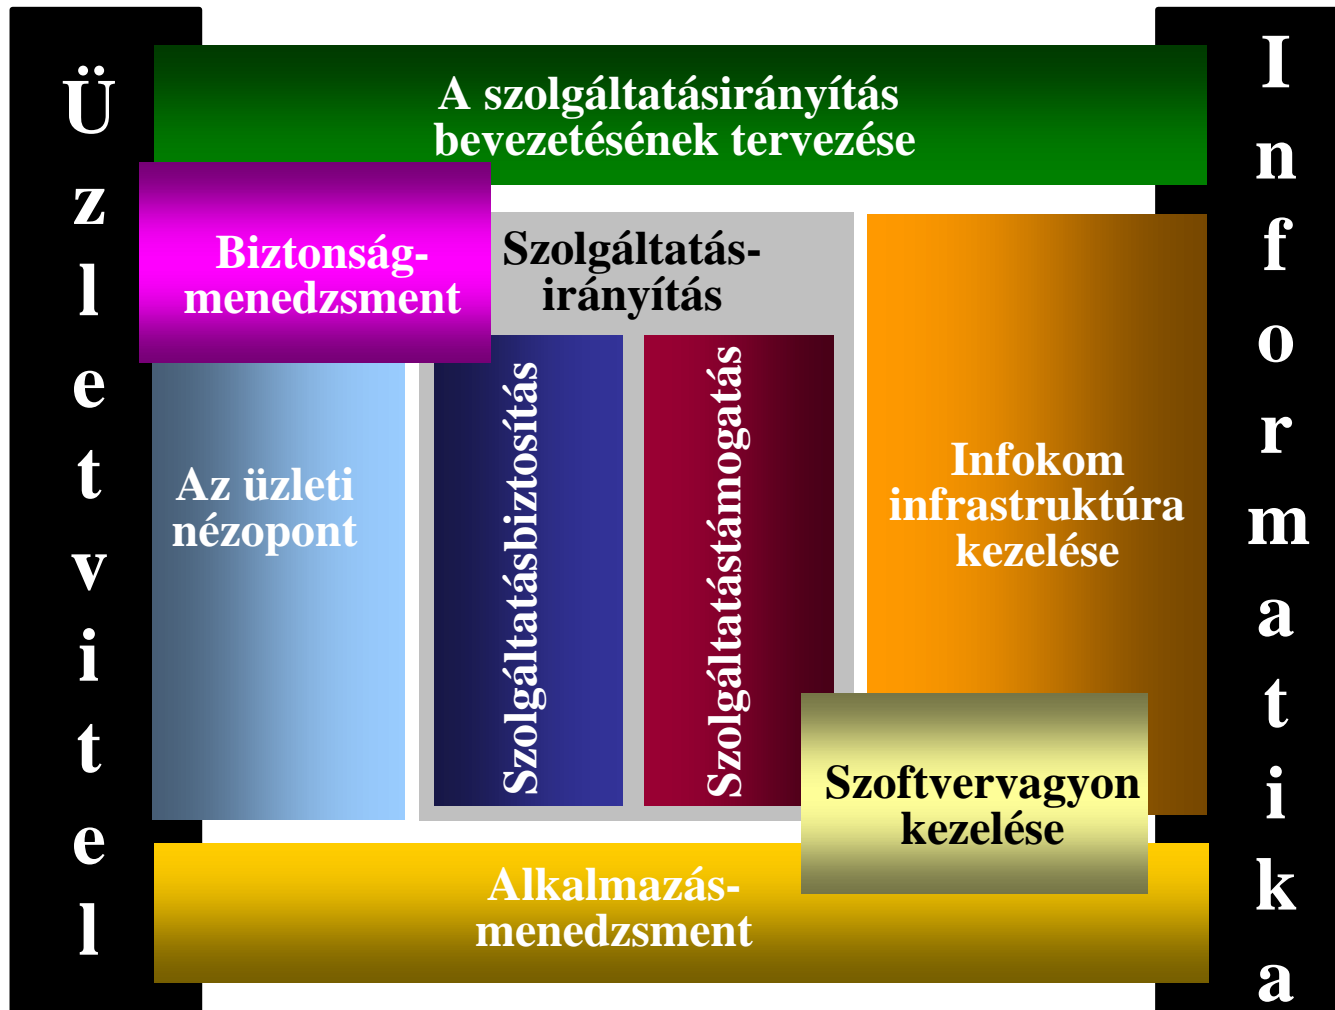 Üzletvitel
A szolgáltatásirányítás
bevezetésének tervezése
Biztonság-
menedzsment
Szolgáltatás-
irányítás
Az üzleti
nézopont
Szolgáltatásbiztosítás
Szolgáltatástámogatás
Infokom
infrastruktúra
kezelése
Szoftvervagyon
kezelése
Alkalmazás-
menedzsment
Informatika